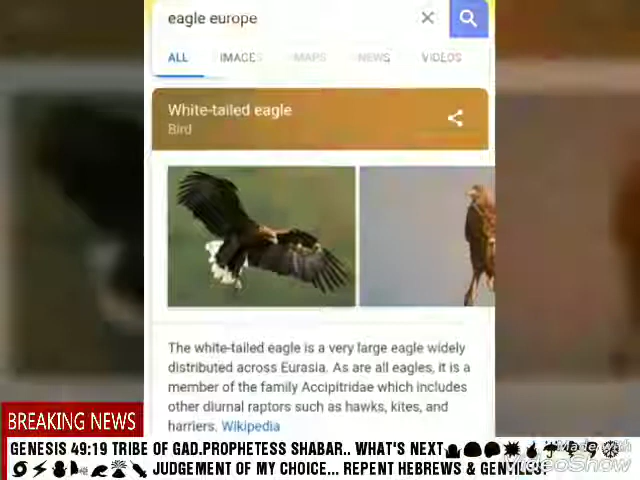 eagle europe
ALL IMAGES MAPS NEWS VIDEOS
White-tailed eagle
Bird
The white-tailed eagle is a very large eagle widely
distributed across Eurasia. As are all eagles, it is a
member of the family Accipitridae which includes
other diurnal raptors such as hawks, kites, and
harriers. Wikipedia
BREAKING NEWS
GENESIS 49:19 TRIBE OF GAD.PROPHETESS SHABAR.. WHAT'S NEXT
JUDGEMENT OF MY CHOICE... REPENT HEBREWS & GENTILES!
Made with
VideoShow